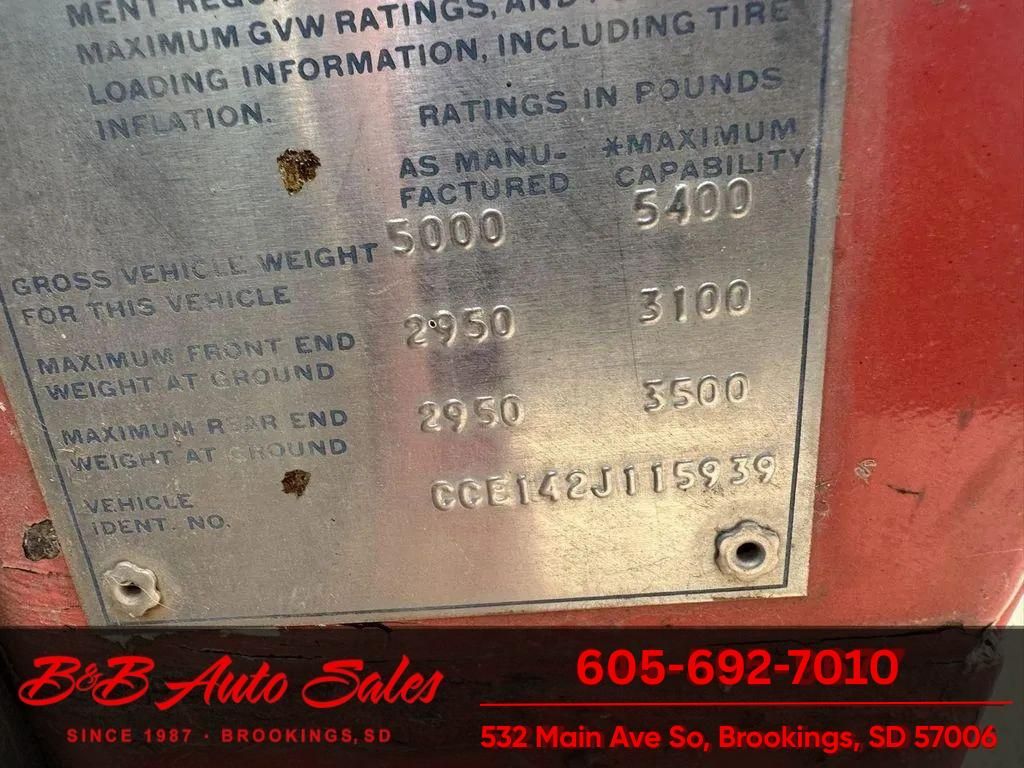 MENT
MAXIMUM GVW RATINGS, AND
LOADING INFORMATION, INCLUDING TIRE
INFLATION.
RATINGS IN POUNDS
AS MANU- *MAXIMUM
FACTURED CAPABILITY
5000 5400
GROSS VEHICLE WEIGHT
FOR THIS VEHICLE
2950 3100
MAXIMUM FRONT END
WEIGHT AT GROUND
2950 3500
MAXIMUM REAR END
WEIGHT AT GROUND
VEHICLE CCE142J115939
IDENT. NO.
B&B Auto Sales
SINCE 1987 · BROOKINGS, SD
605-692-7010
532 Main Ave So, Brookings, SD 57006